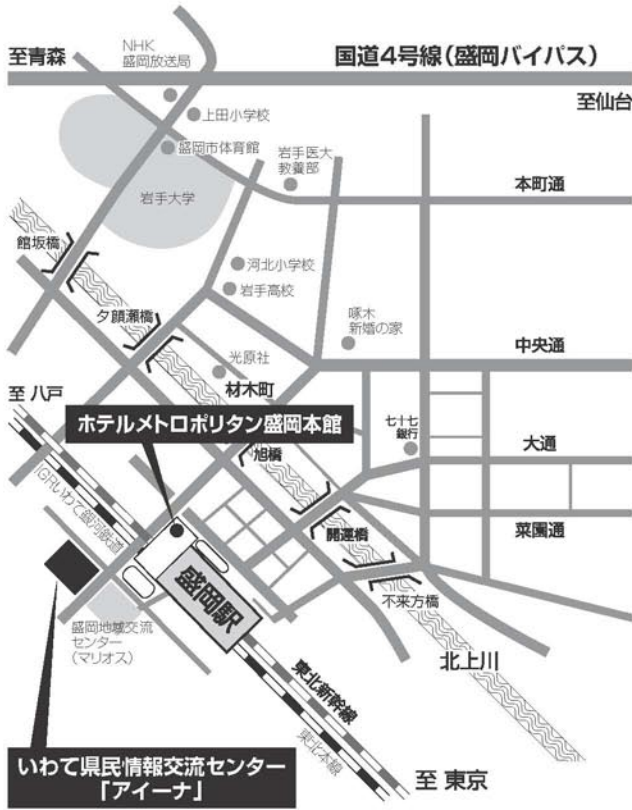 NHK
盛岡放送局
至青森
国道4号線(盛岡バイパス)
至仙台
上田小学校
盛岡市体育館
岩手医大
教養部
本町通
岩手大学
館坂橋
河北小学校
岩手高校
夕顔瀬橋
啄木
新婚の家
光原社
中央通
材木町
至 八戸
ホテルメトロポリタン盛岡本館
七十七
銀行
大通
旭橋
IGRいわて銀河鉄道
開運橋
菜園通
盛岡駅
不来方橋
盛岡地域交流
センター
(マリオス)
北上川
東北新幹線
東北本線
いわて県民情報交流センター
「アイーナ」
至 東京